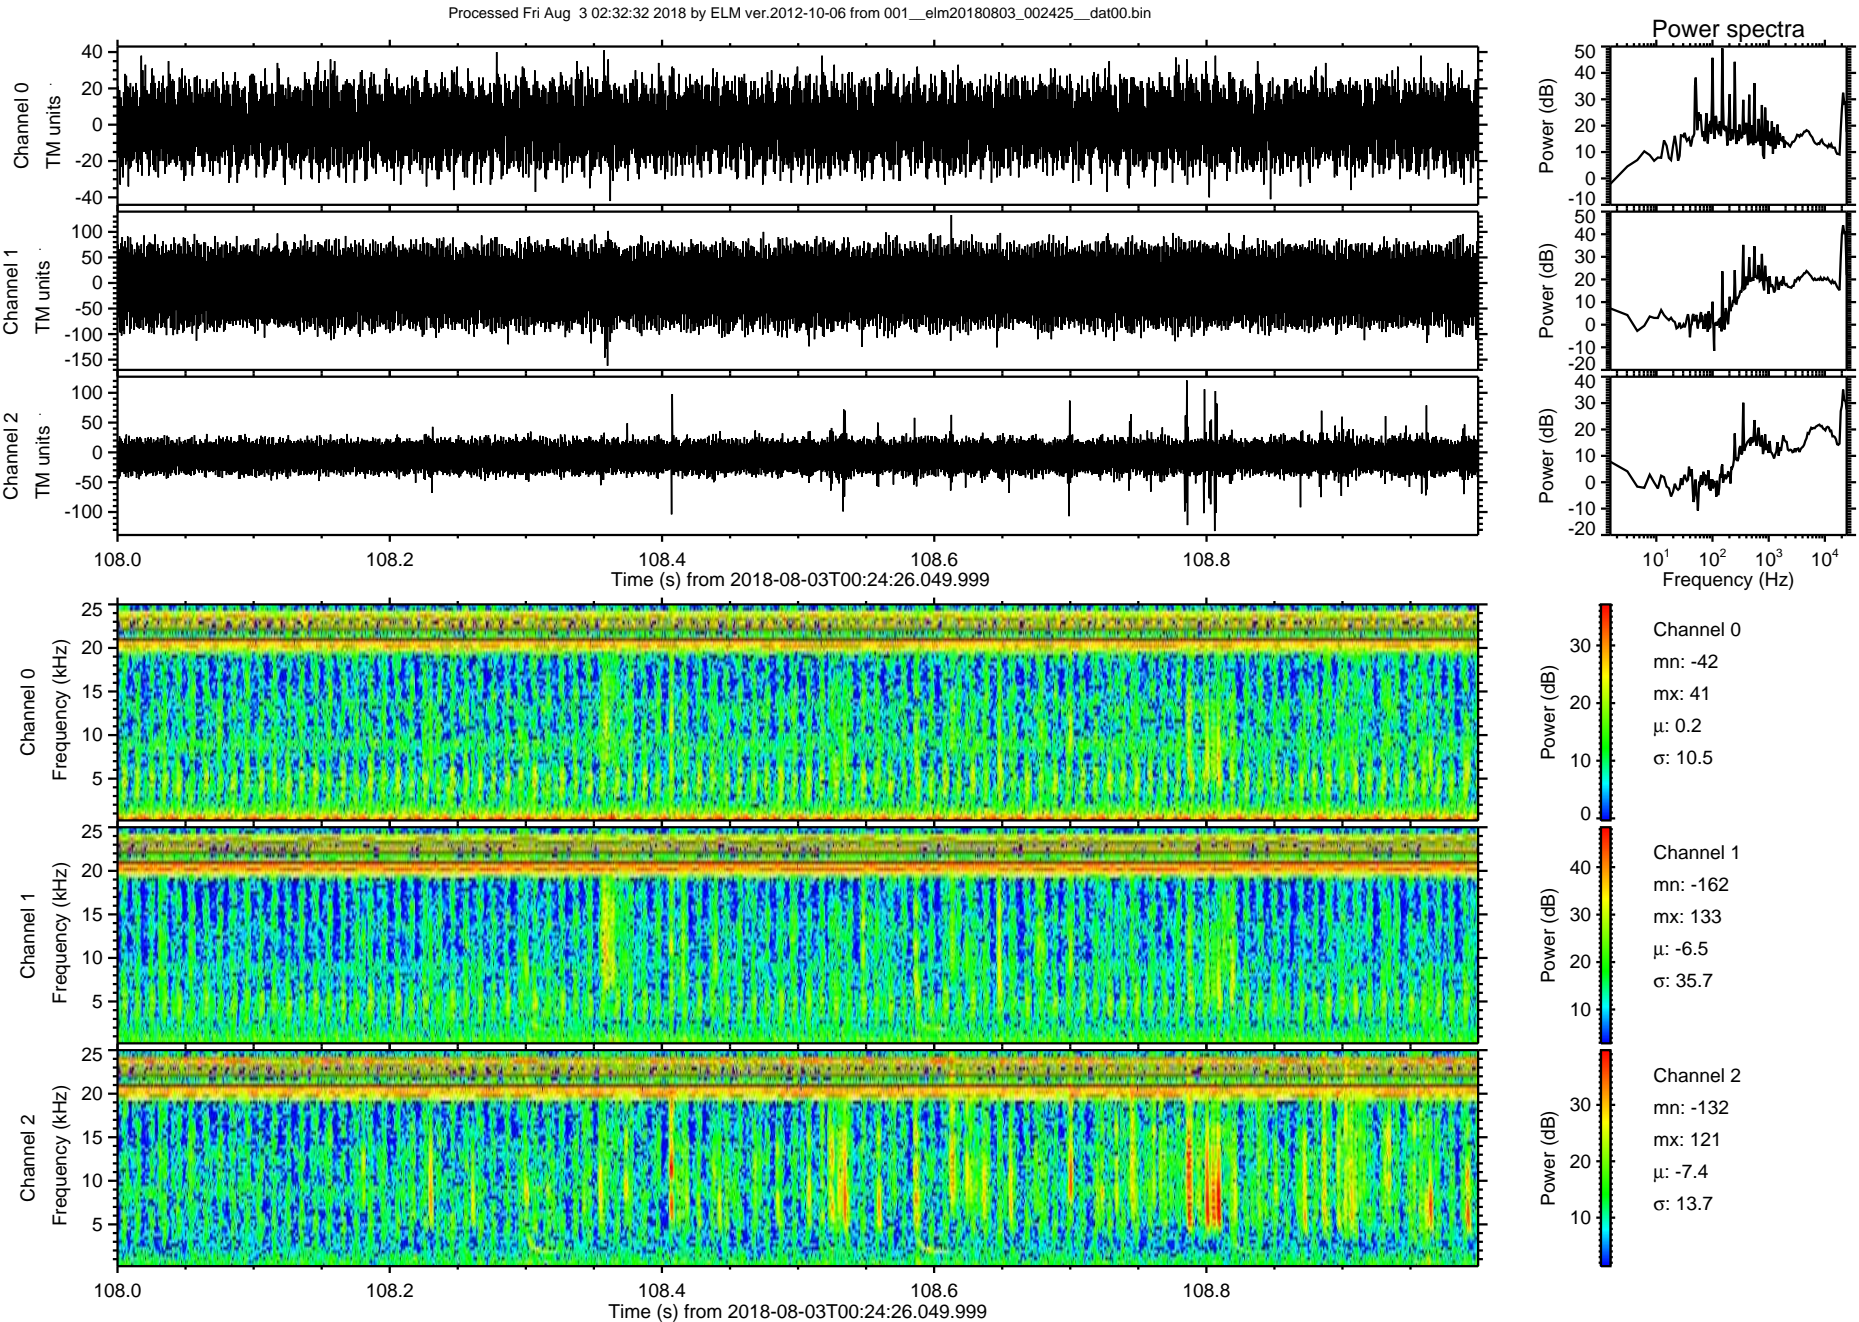 Processed Fri Aug  3 02:32:32 2018 by ELM ver.2012-10-06 from 001__elm20180803_002425__dat00.bin
Power spectra
Channel 0
TM units
40
20
0
-20
-40
Power (dB)
50
40
30
20
10
0
-10
Channel 1
TM units
100
50
0
-50
-100
-150
Power (dB)
50
40
30
20
10
0
-10
-20
Channel 2
TM units
100
50
0
-50
-100
Power (dB)
40
30
20
10
0
-10
-20
108.0 108.2 108.4 108.6 108.8
Time (s) from 2018-08-03T00:24:26.049.999
10¹ 10² 10³ 10⁴
Frequency (Hz)
Channel 0
Frequency (kHz)
25
20
15
10
5
Power (dB)
30
20
10
0
Channel 0
mn: -42
mx: 41
μ: 0.2
σ: 10.5
Channel 1
Frequency (kHz)
25
20
15
10
5
Power (dB)
40
30
20
10
Channel 1
mn: -162
mx: 133
μ: -6.5
σ: 35.7
Channel 2
Frequency (kHz)
25
20
15
10
5
Power (dB)
30
20
10
Channel 2
mn: -132
mx: 121
μ: -7.4
σ: 13.7
108.0 108.2 108.4 108.6 108.8
Time (s) from 2018-08-03T00:24:26.049.999